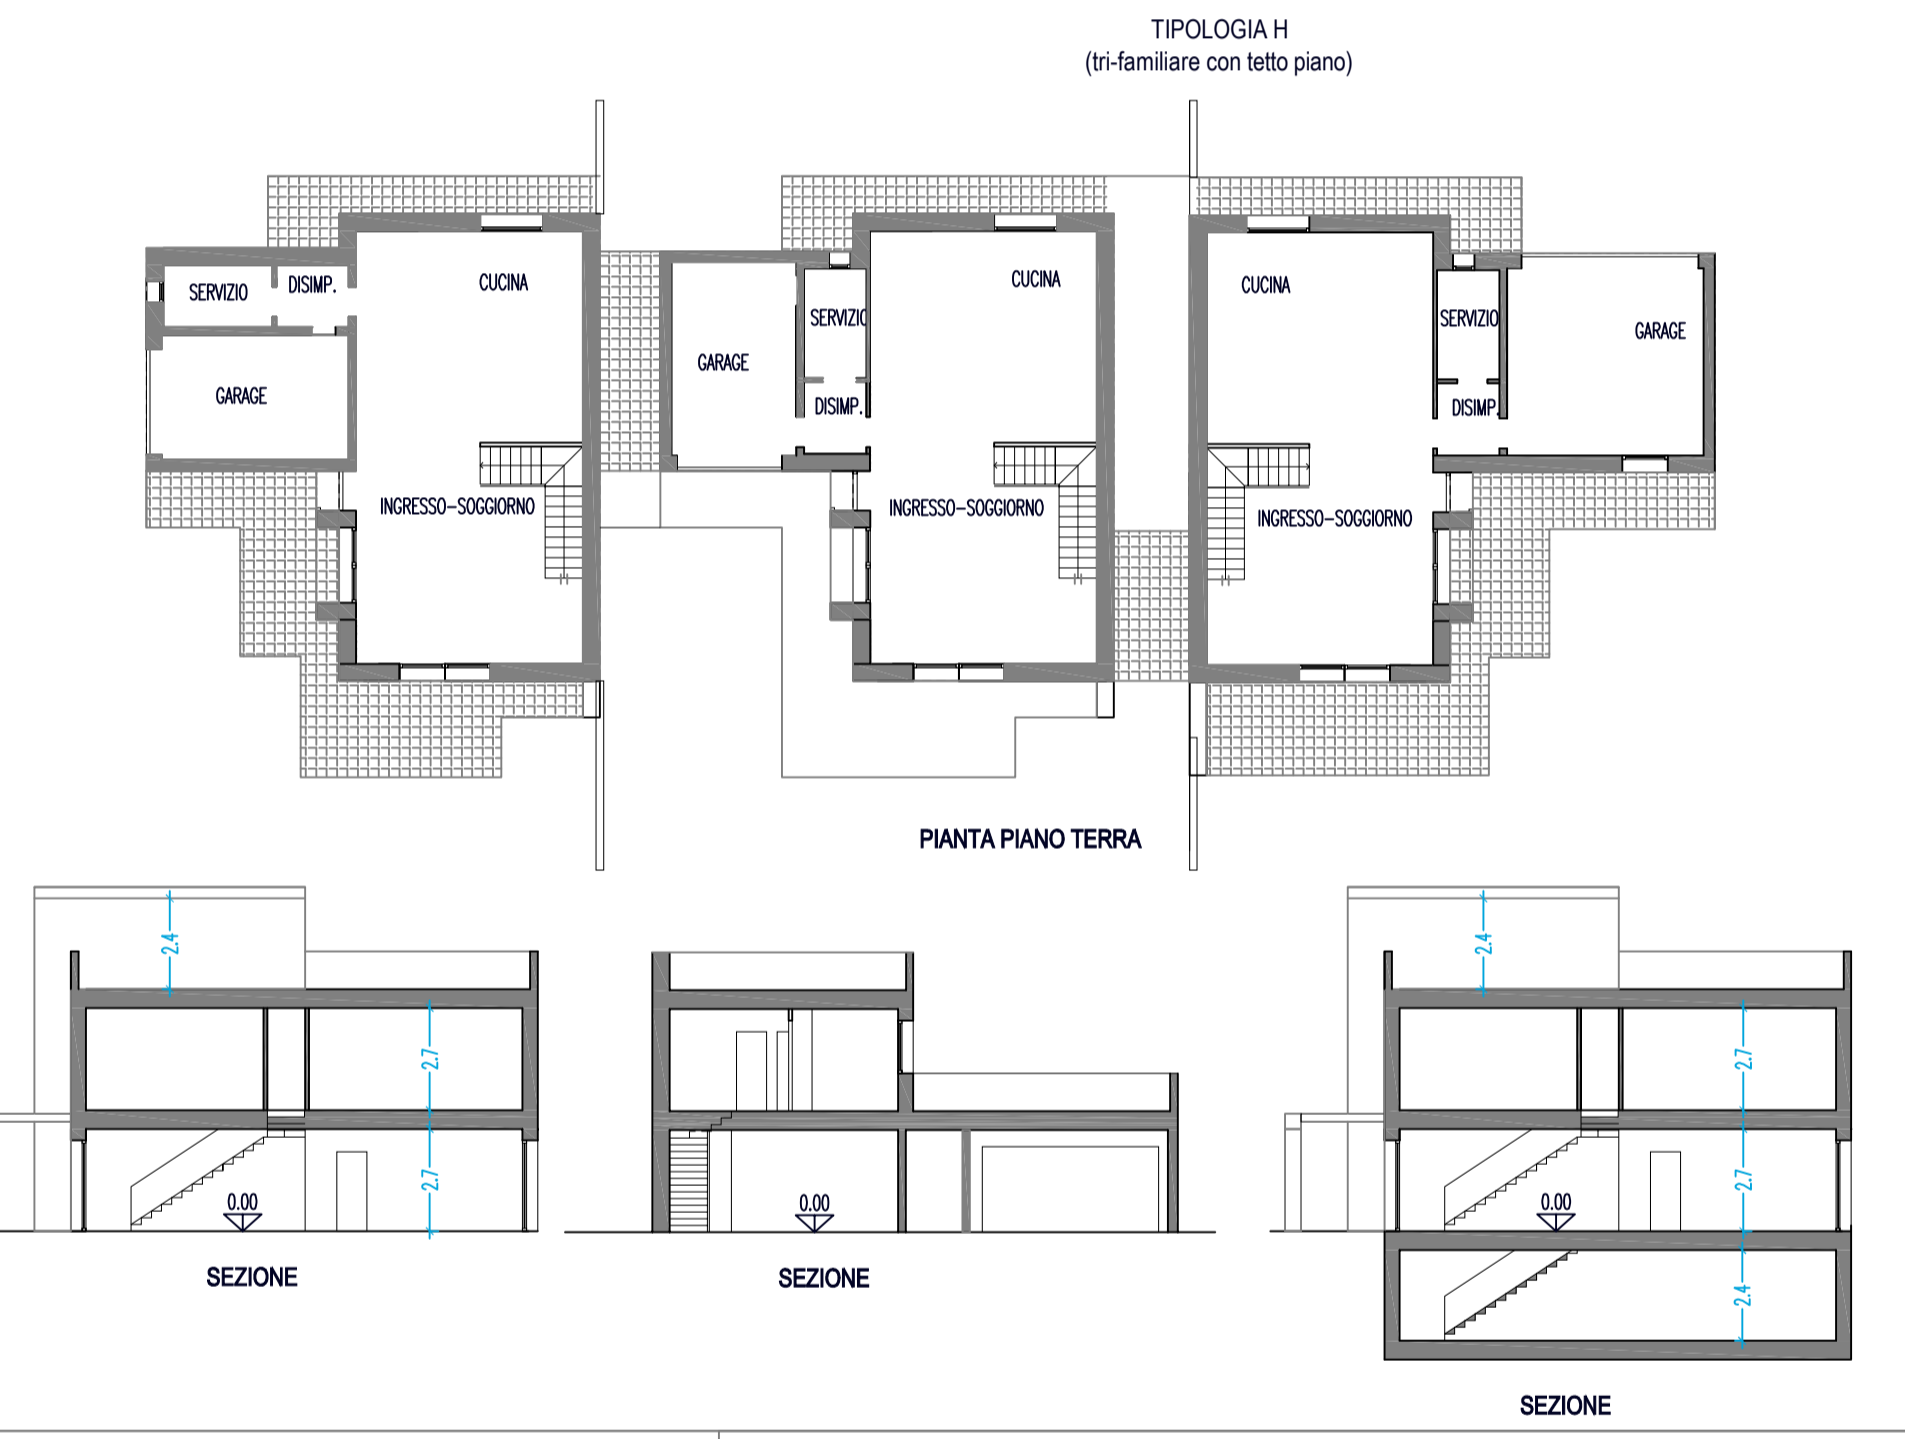 TIPOLOGIA H
(tri-familiare con tetto piano)
SERVIZIO
DISIMP.
CUCINA
GARAGE
INGRESSO-SOGGIORNO
GARAGE
SERVIZIO
DISIMP.
CUCINA
INGRESSO-SOGGIORNO
CUCINA
SERVIZIO
DISIMP.
GARAGE
INGRESSO-SOGGIORNO
PIANTA PIANO TERRA
2.4
2.7
2.7
0.00
SEZIONE
0.00
SEZIONE
2.4
2.7
2.7
0.00
2.4
SEZIONE